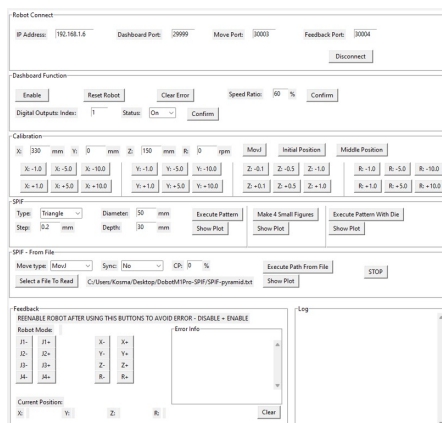 Robot Connect
IP Address: 192.168.1.6 Dashboard Port: 29999 Move Port: 30003 Feedback Port: 30004
Disconnect
Dashboard Function
Enable Reset Robot Clear Error Speed Ratio: 60 % Confirm
Digital Outputs: Index: 1 Status: On Confirm
Calibration
X: 330 mm Y: 0 mm Z: 150 mm R: 0 rpm MovJ Initial Position Middle Position
X: -1.0 X: -5.0 X: -10.0 Y: -1.0 Y: -5.0 Y: -10.0 Z: -0.1 Z: -0.5 Z: -1.0 R: -1.0 R: -5.0 R: -10.0
X: +1.0 X: +5.0 X: +10.0 Y: +1.0 Y: +5.0 Y: +10.0 Z: +0.1 Z: +0.5 Z: +1.0 R: +1.0 R: +5.0 R: +10.0
SPIF
Type: Triangle Diameter: 50 mm Execute Pattern Make 4 Small Figures Execute Pattern With Die
Step: 0.2 mm Depth: 30 mm Show Plot Show Plot Show Plot
SPIF - From File
Move type: MovJ Sync: No CP: 0 % Execute Path From File STOP
Select a File To Read C:/Users/Kosma/Desktop/DobotM1Pro-SPIF/SPIF-pyramid.txt Show Plot
Feedback Log
REENABLE ROBOT AFTER USING THIS BUTTONS TO AVOID ERROR - DISABLE + ENABLE
Robot Mode: Error Info
J1- J1+ X- X+
J2- J2+ Y- Y+
J3- J3+ Z- Z+
J4- J4+ R- R+
Current Position:
X: Y: Z: R: Clear